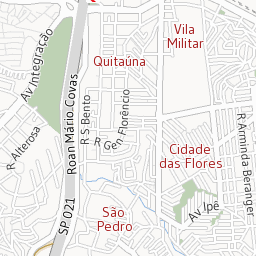 Vila
Militar
Quitaúna
Av Integração
Roan Mário Covas
R S Bento
R Gen Florêncio
R Alterosa
R Arminda Beranger
Cidade
das Flores
Av Ipê
São
Pedro
SP 021